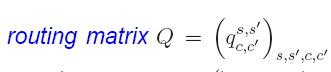 routing matrix Q = (q^{s,s'}_{c,c'})_{s,s',c,c'}